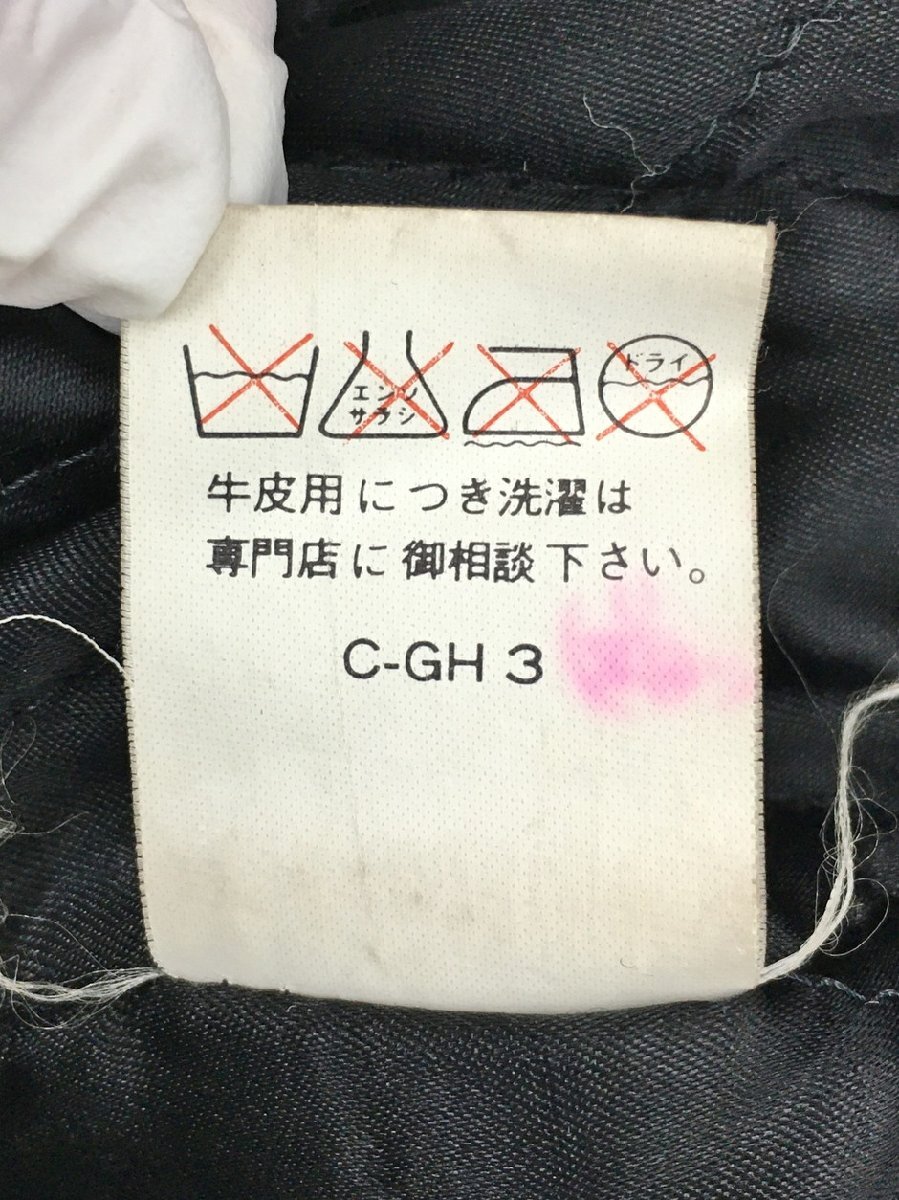 エンソ
サラシ
ドライ
牛皮用につき洗濯は
専門店に御相談下さい。
C-GH 3